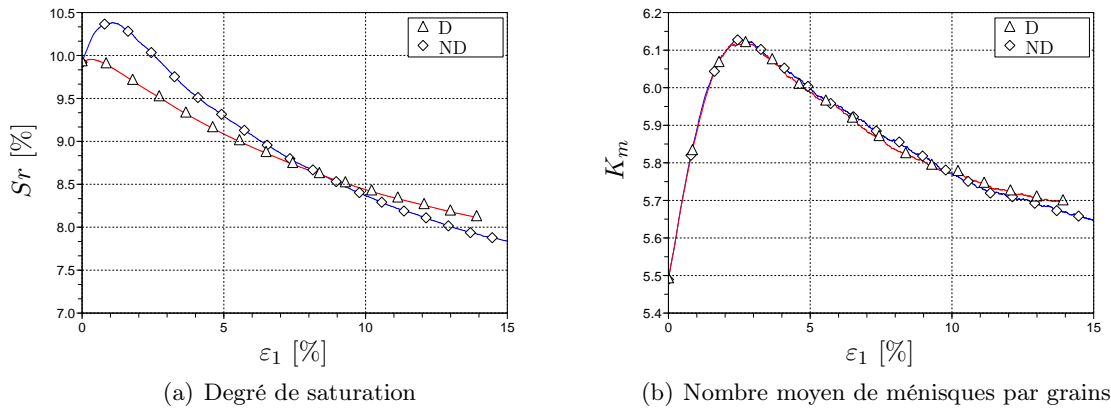 10.5
10.0
9.5
9.0
8.5
8.0
7.5
7.0
0
5
10
15
Sr [%]
ε₁ [%]
D
ND
(a) Degré de saturation
6.2
6.1
6.0
5.9
5.8
5.7
5.6
5.5
5.4
0
5
10
15
Kₘ
ε₁ [%]
D
ND
(b) Nombre moyen de ménisques par grains